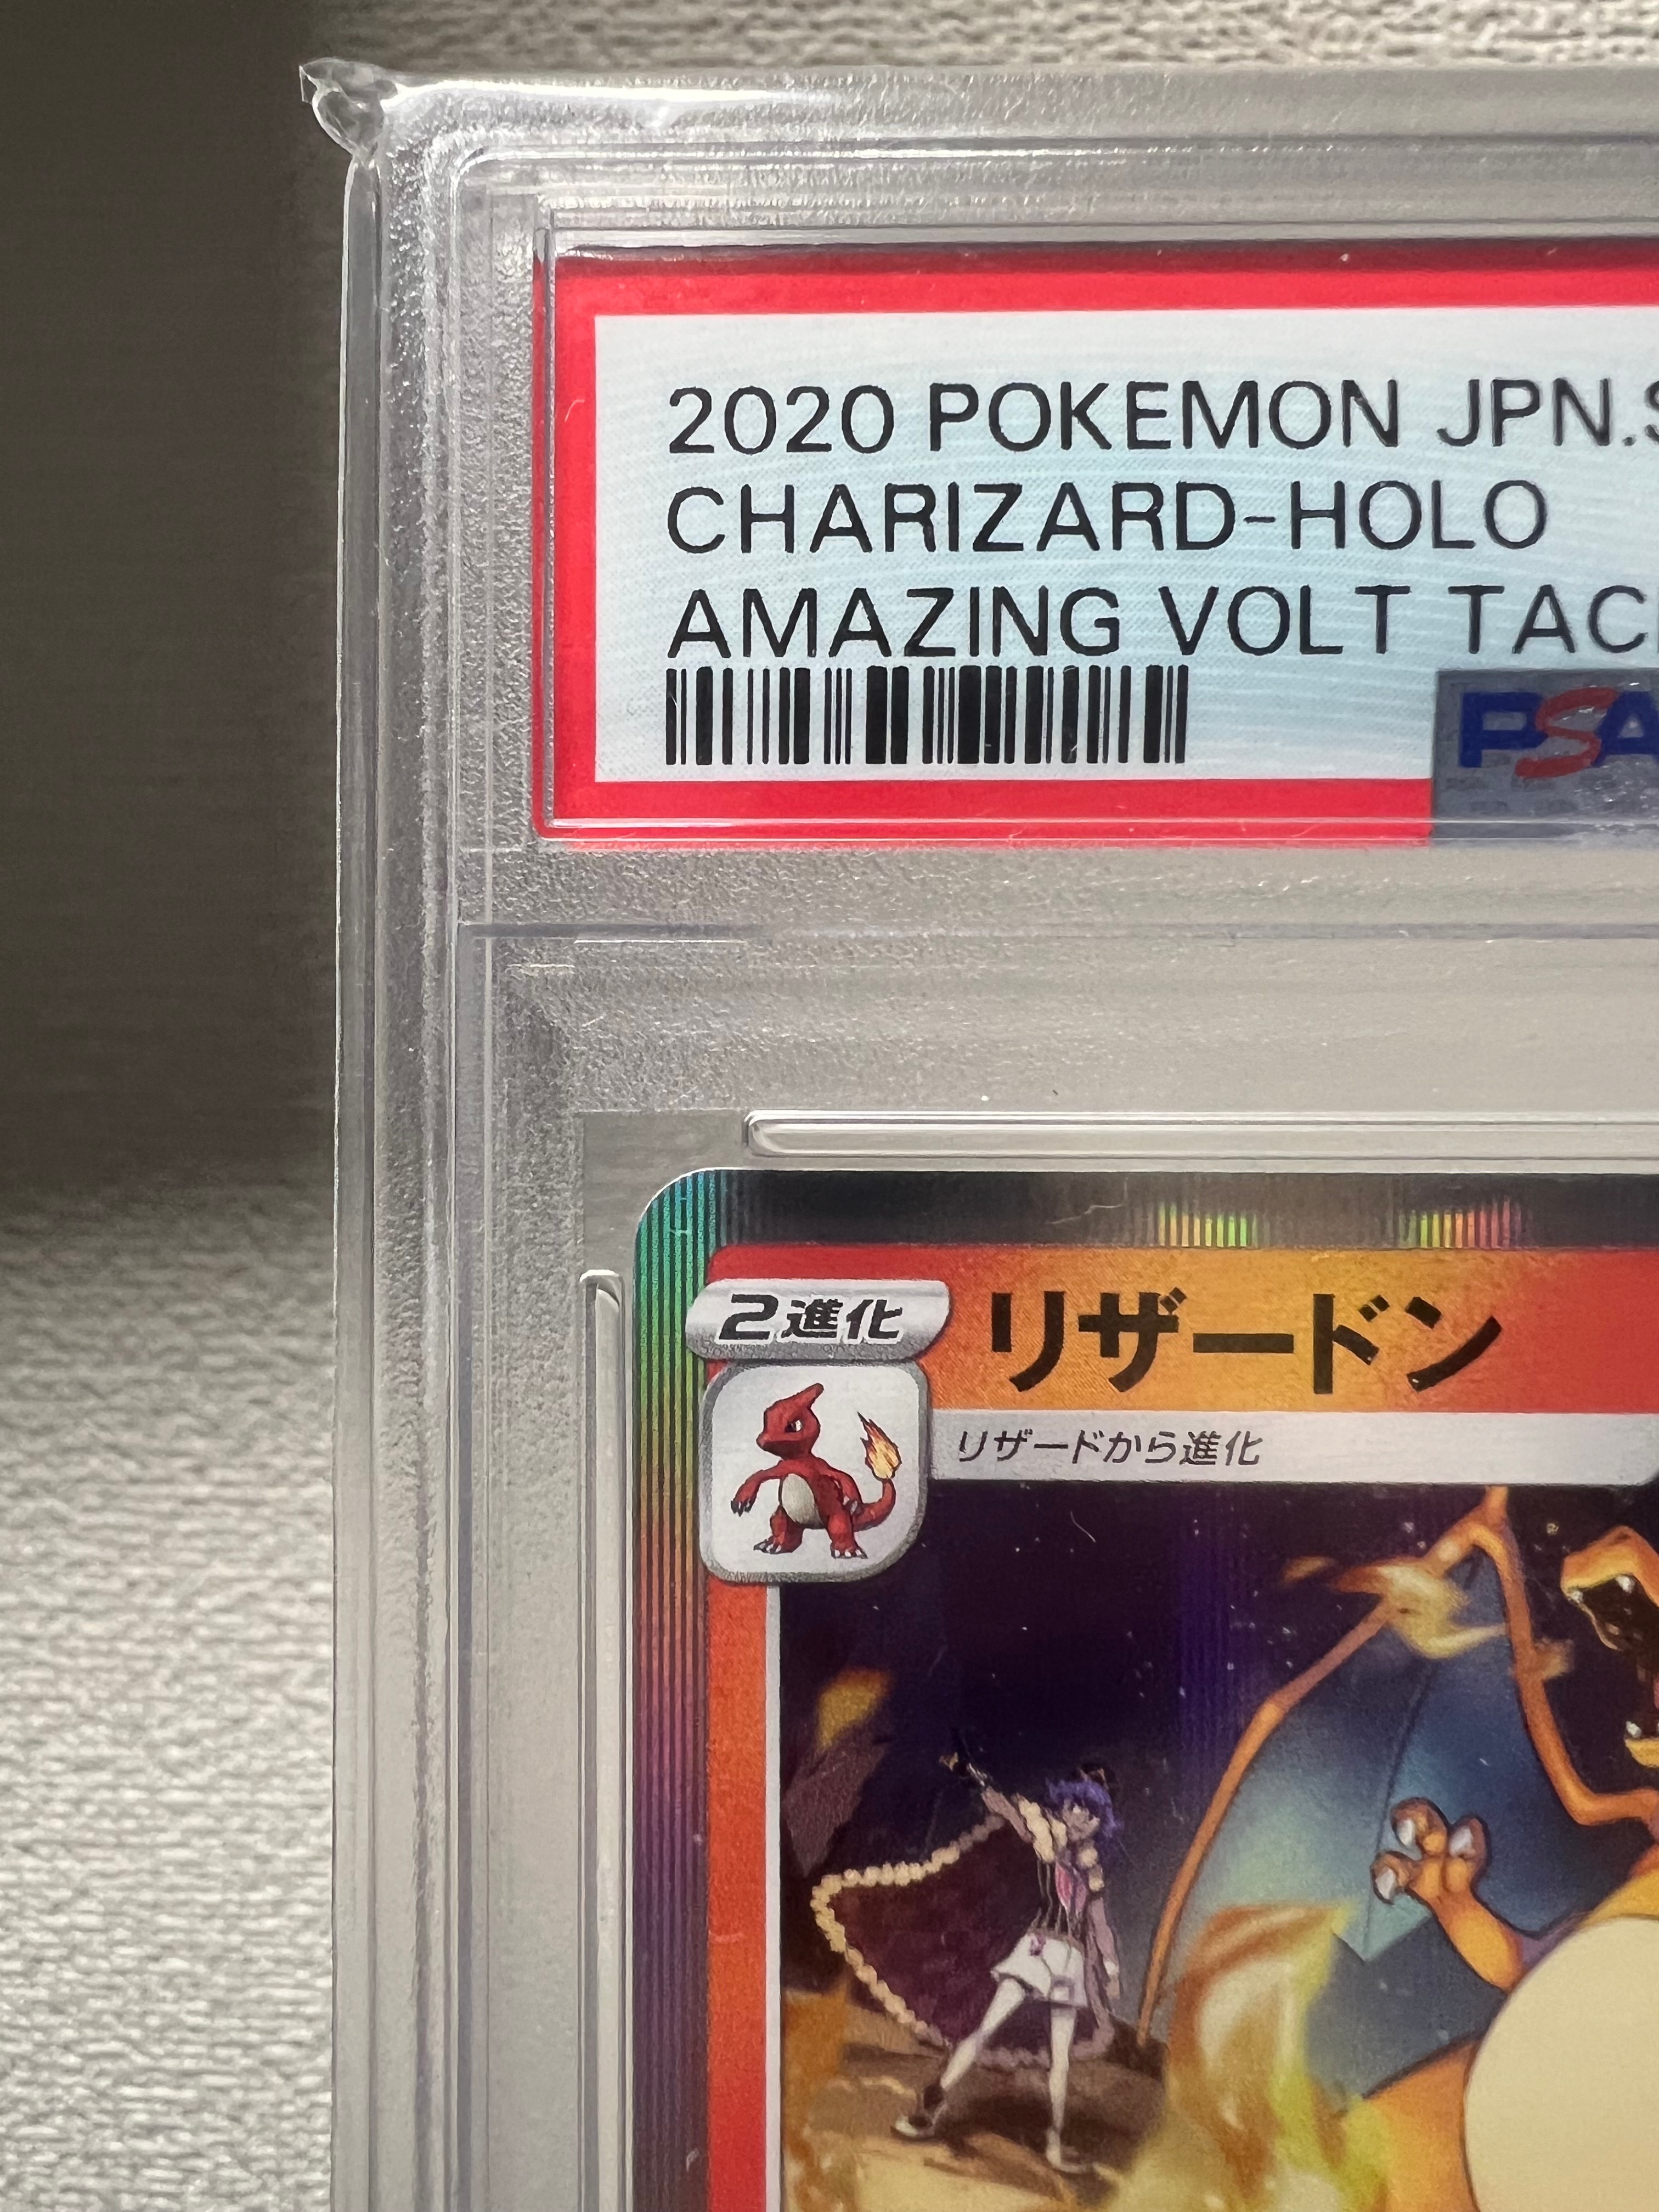 2020 POKEMON JPN.S
CHARIZARD-HOLO
AMAZING VOLT TAC
PSA
2進化
リザードン
リザードから進化